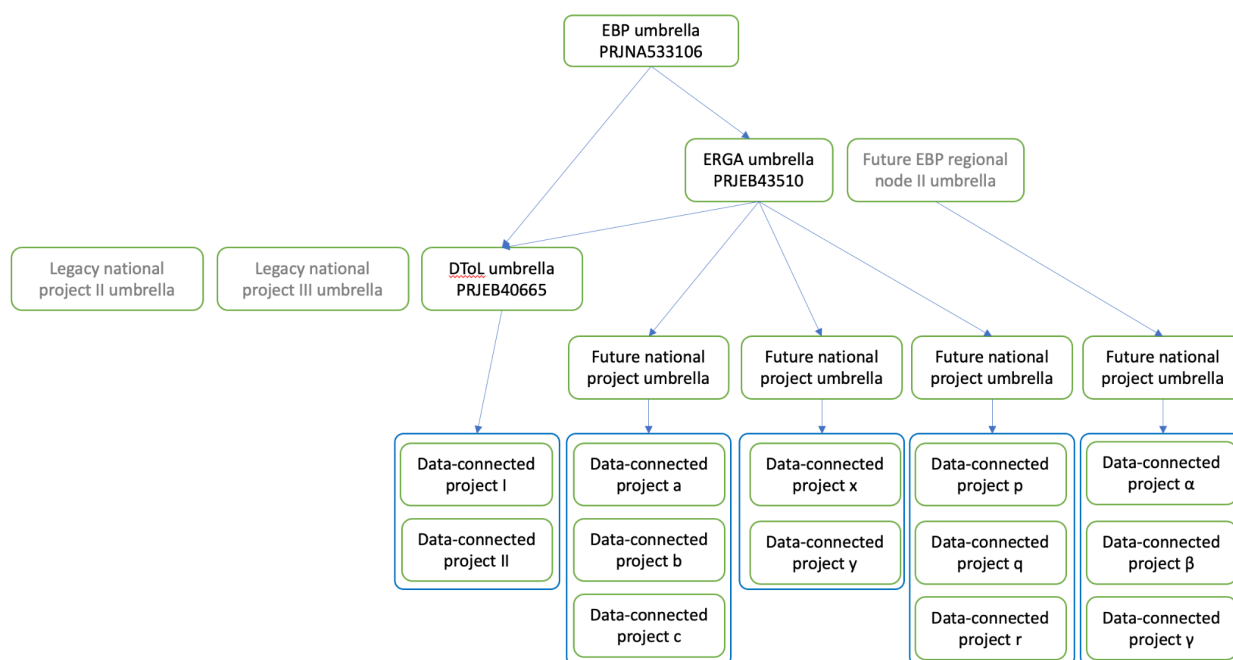 EBP umbrella
PRJNA533106
ERGA umbrella
PRJEB43510
Future EBP regional
node II umbrella
Legacy national
project II umbrella
Legacy national
project III umbrella
DToL umbrella
PRJEB40665
Future national
project umbrella
Future national
project umbrella
Future national
project umbrella
Future national
project umbrella
Data-connected
project I
Data-connected
project II
Data-connected
project a
Data-connected
project b
Data-connected
project c
Data-connected
project x
Data-connected
project y
Data-connected
project p
Data-connected
project q
Data-connected
project r
Data-connected
project α
Data-connected
project β
Data-connected
project γ